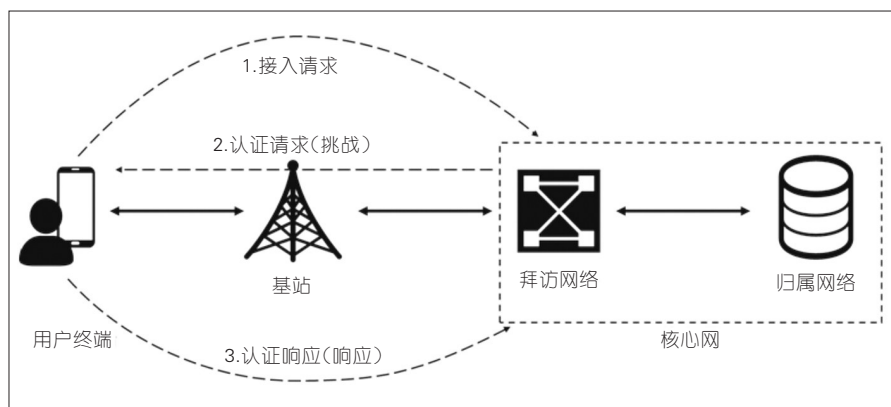 1.接入请求
2.认证请求(挑战)
基站
拜访网络
归属网络
用户终端
核心网
3.认证响应(响应)